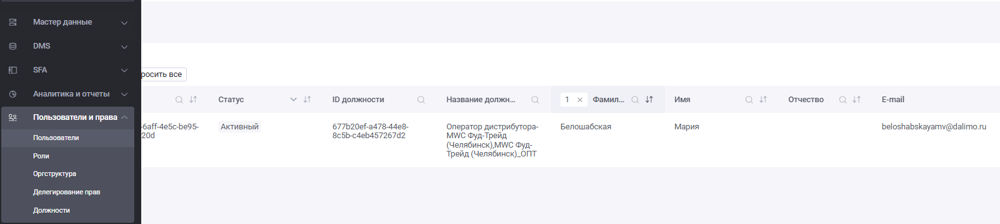 Мастер данные
DMS
SFA
Аналитика и отчеты
Пользователи и права
Пользователи
Роли
Оргструктура
Делегирование прав
Должности
росить все
Статус
ID должности
Название должн...
1
Фамил...
Имя
Отчество
E-mail
-6aff-4e5c-be95-
20d
Активный
677b20ef-a478-44e8-
8c5b-c4eb457267d2
Оператор дистрибутора-
MWC Фуд-Трейд
(Челябинск),MWC Фуд-
Трейд (Челябинск)_ОПТ
Белошабская
Мария
beloshabskayamv@dalimo.ru